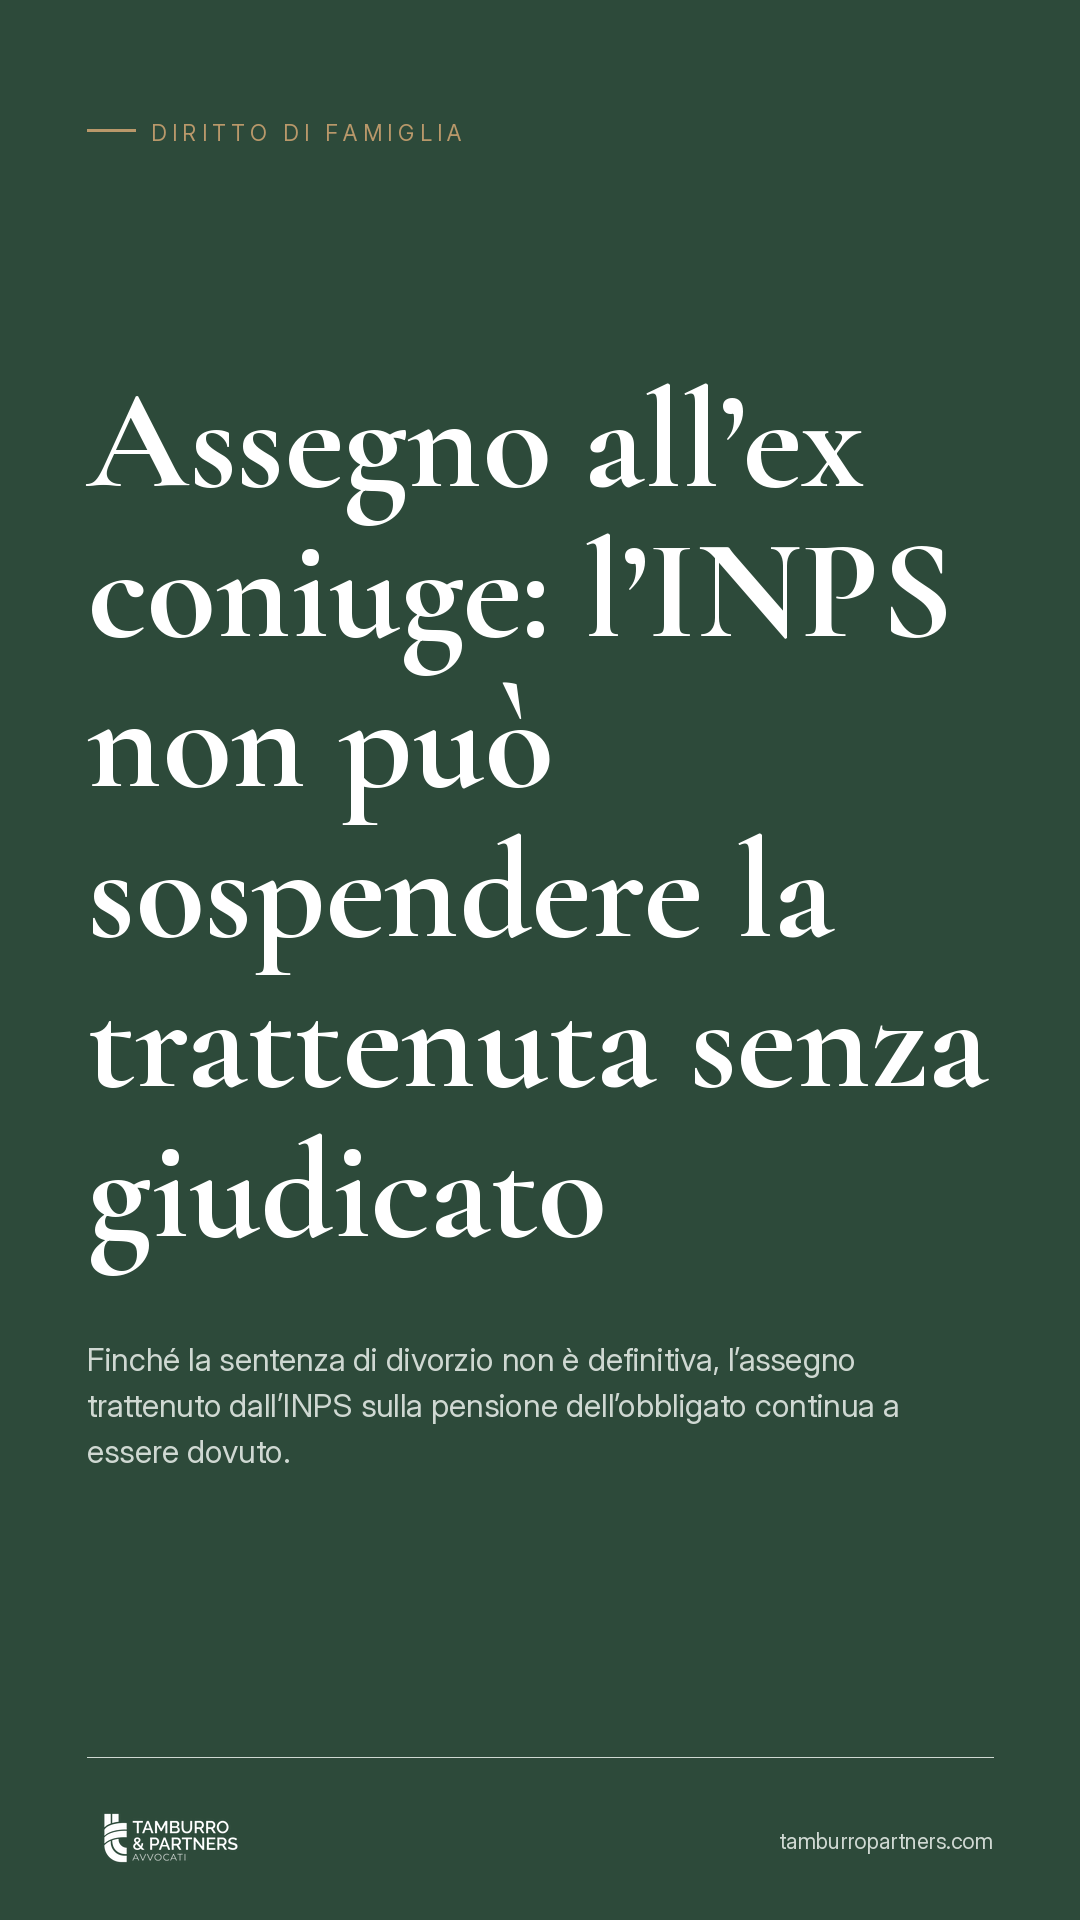 DIRITTO DI FAMIGLIA
Assegno all’ex
coniuge: l’INPS
non può
sospendere la
trattenuta senza
giudicato
Finché la sentenza di divorzio non è definitiva, l’assegno
trattenuto dall’INPS sulla pensione dell’obbligato continua a
essere dovuto.
TAMBURRO
& PARTNERS
AVVOCATI
tamburropartners.com